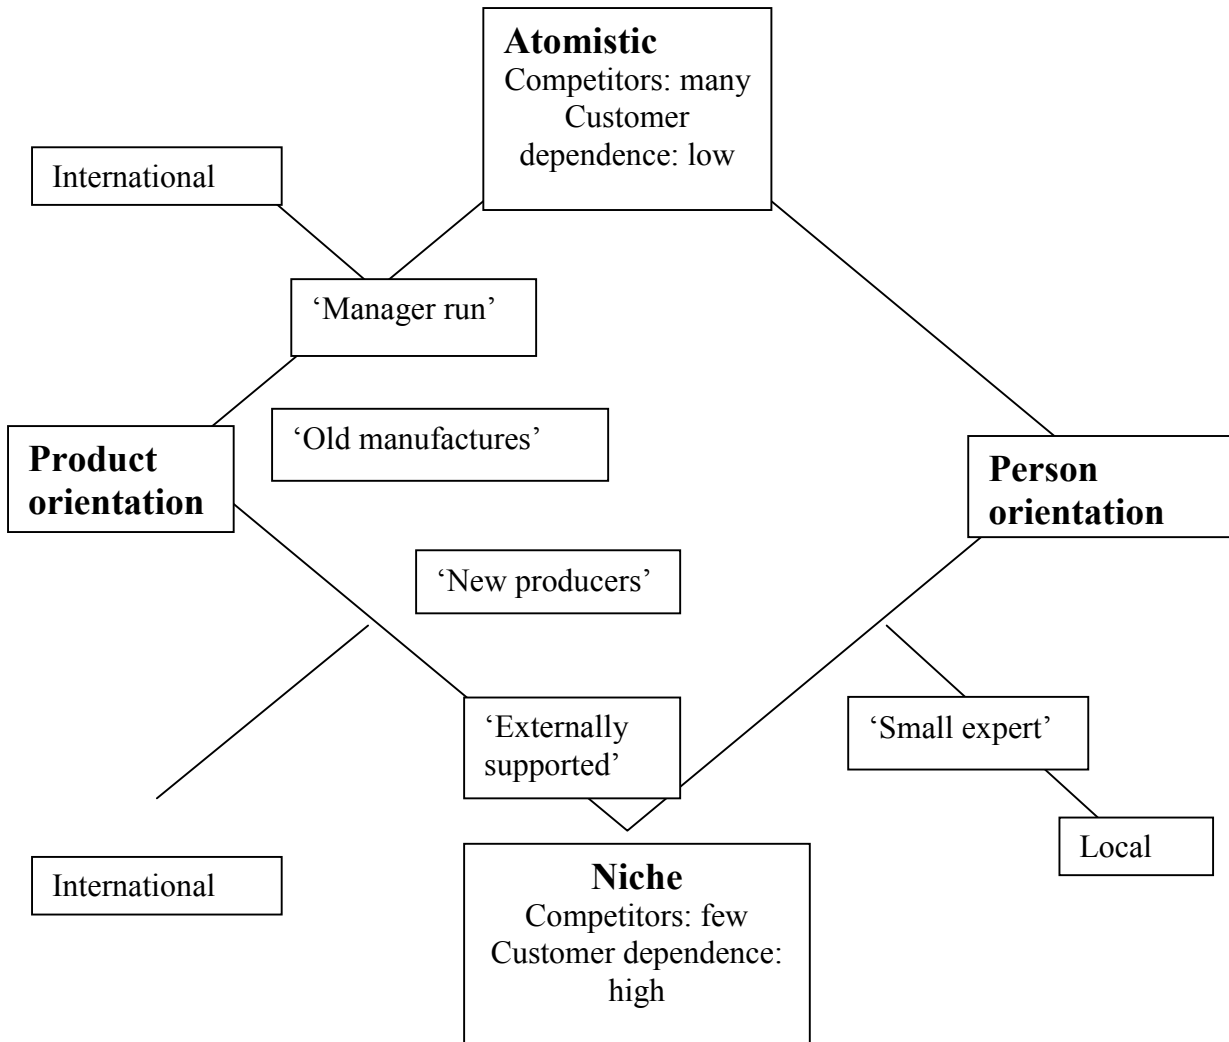 Atomistic
Competitors: many
Customer
dependence: low
International
‘Manager run’
‘Old manufactures’
Product
orientation
Person
orientation
‘New producers’
‘Externally
supported’
‘Small expert’
Local
International
Niche
Competitors: few
Customer dependence:
high